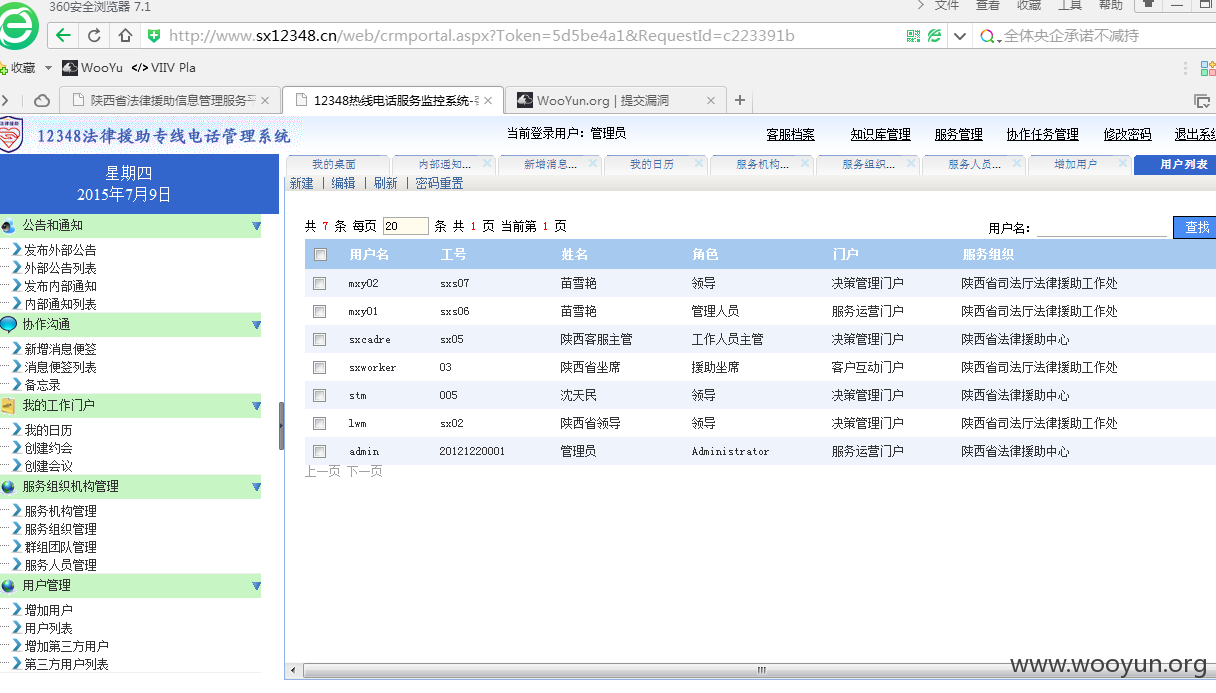 360安全浏览器 7.1
文件 查看 收藏 工具 帮助
http://www.sx12348.cn/web/crmportal.aspx?Token=5d5be4a1&RequestId=c223391b
全体央企承诺不减持
收藏 WooYu </> VIIV Pla
陕西省法律援助信息管理服务平 × 12348热线电话服务监控系统- × WooYun.org | 提交漏洞 × +
12348法律援助专线电话管理系统 当前登录用户：管理员 客服档案 知识库管理 服务管理 协作任务管理 修改密码 退出系统
星期四
2015年7月9日
我的桌面 内部通知... 新增消息... 我的日历 服务机构... 服务组织... 服务人员... 增加用户 用户列表
新建 | 编辑 | 刷新 | 密码重置
共 7 条 每页 20 条 共 1 页 当前第 1 页 用户名： 查找
用户名 工号 姓名 角色 门户 服务组织
mxy02 sxs07 苗雪艳 领导 决策管理门户 陕西省司法厅法律援助工作处
mxy01 sxs06 苗雪艳 管理人员 服务运营门户 陕西省司法厅法律援助工作处
sxcadre sx05 陕西客服主管 工作人员主管 决策管理门户 陕西省法律援助中心
sxworker 03 陕西省坐席 援助坐席 客户互动门户 陕西省司法厅法律援助工作处
stm 005 沈天民 领导 决策管理门户 陕西省法律援助中心
lwm sx02 陕西省领导 领导 决策管理门户 陕西省司法厅法律援助工作处
admin 20121220001 管理员 Administrator 服务运营门户 陕西省法律援助中心
上一页 下一页
公告和通知
发布外部公告
外部公告列表
发布内部通知
内部通知列表
协作沟通
新增消息便签
消息便签列表
备忘录
我的工作门户
我的日历
创建约会
创建会议
服务组织机构管理
服务机构管理
服务组织管理
群组团队管理
服务人员管理
用户管理
增加用户
用户列表
增加第三方用户
第三方用户列表
www.wooyun.org